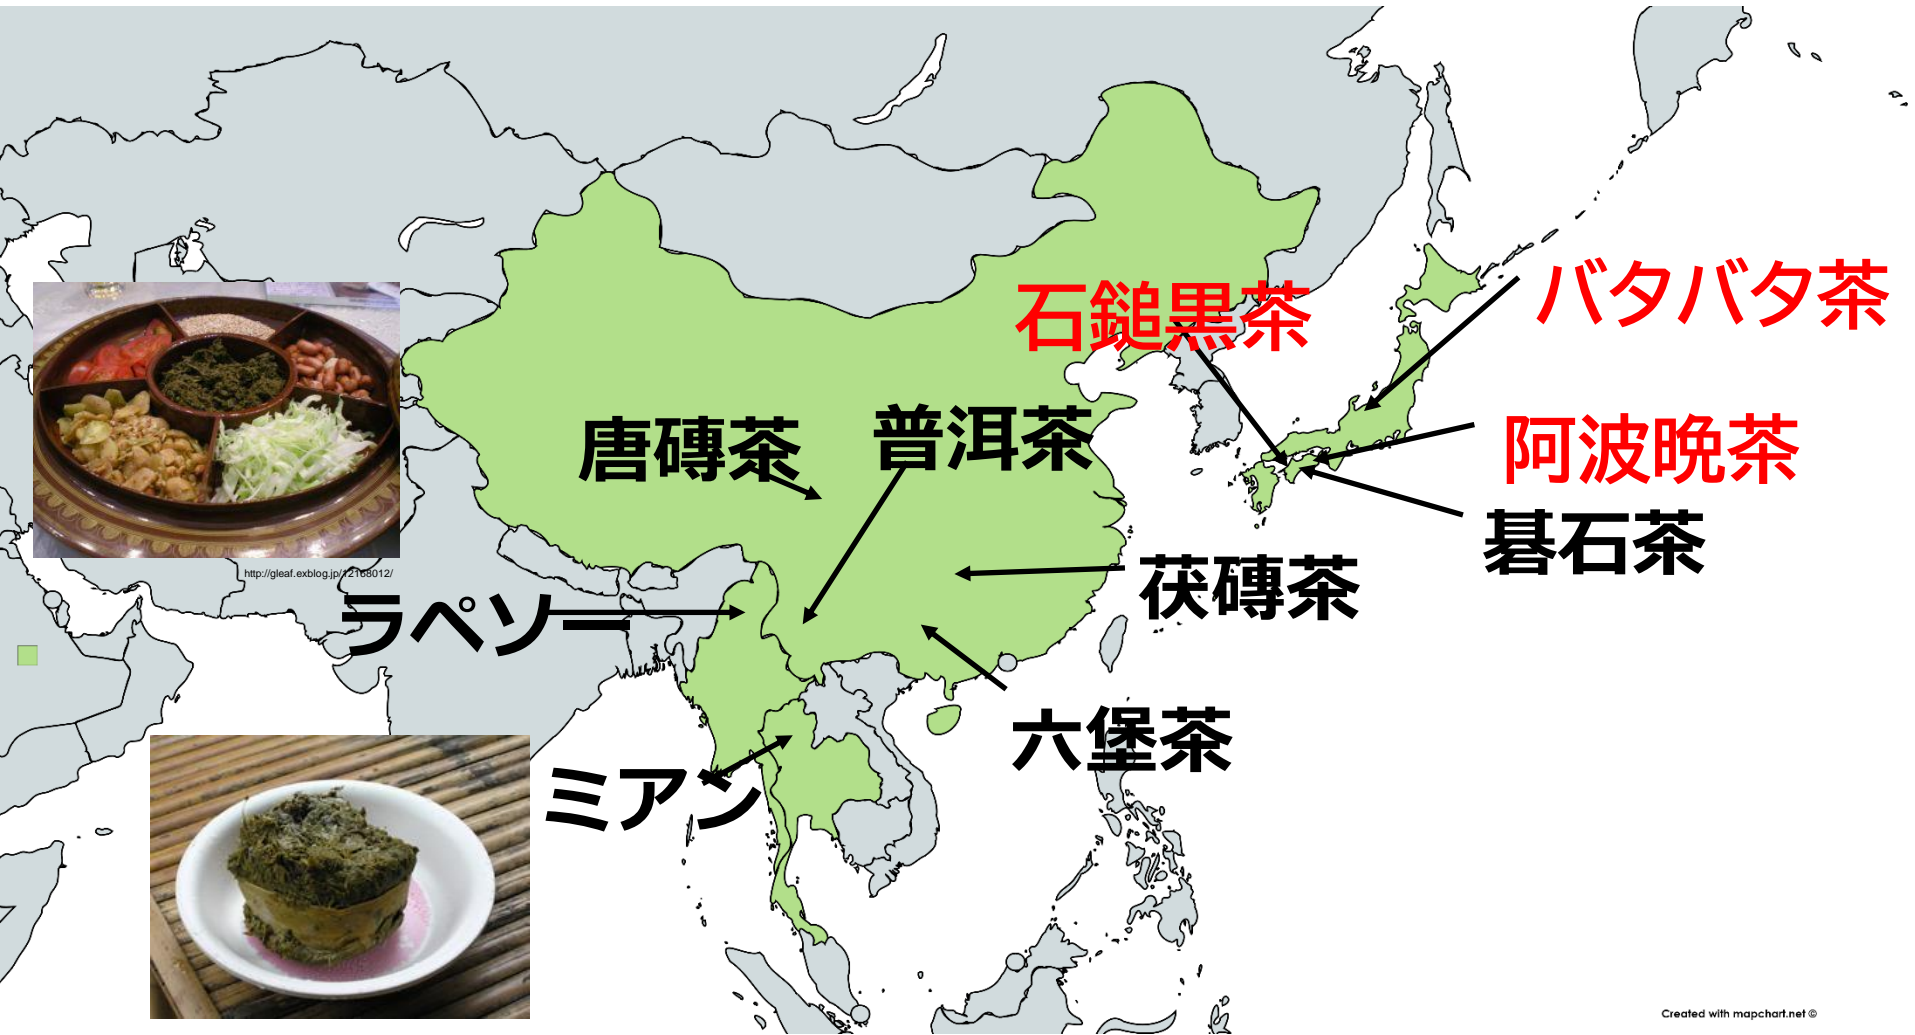 バタバタ茶
石鎚黒茶
唐磚茶
普洱茶
阿波晩茶
碁石茶
茯磚茶
http://gleaf.exblog.jp/12168012/
ラペソー
六堡茶
ミアン
Created with mapchart.net ©